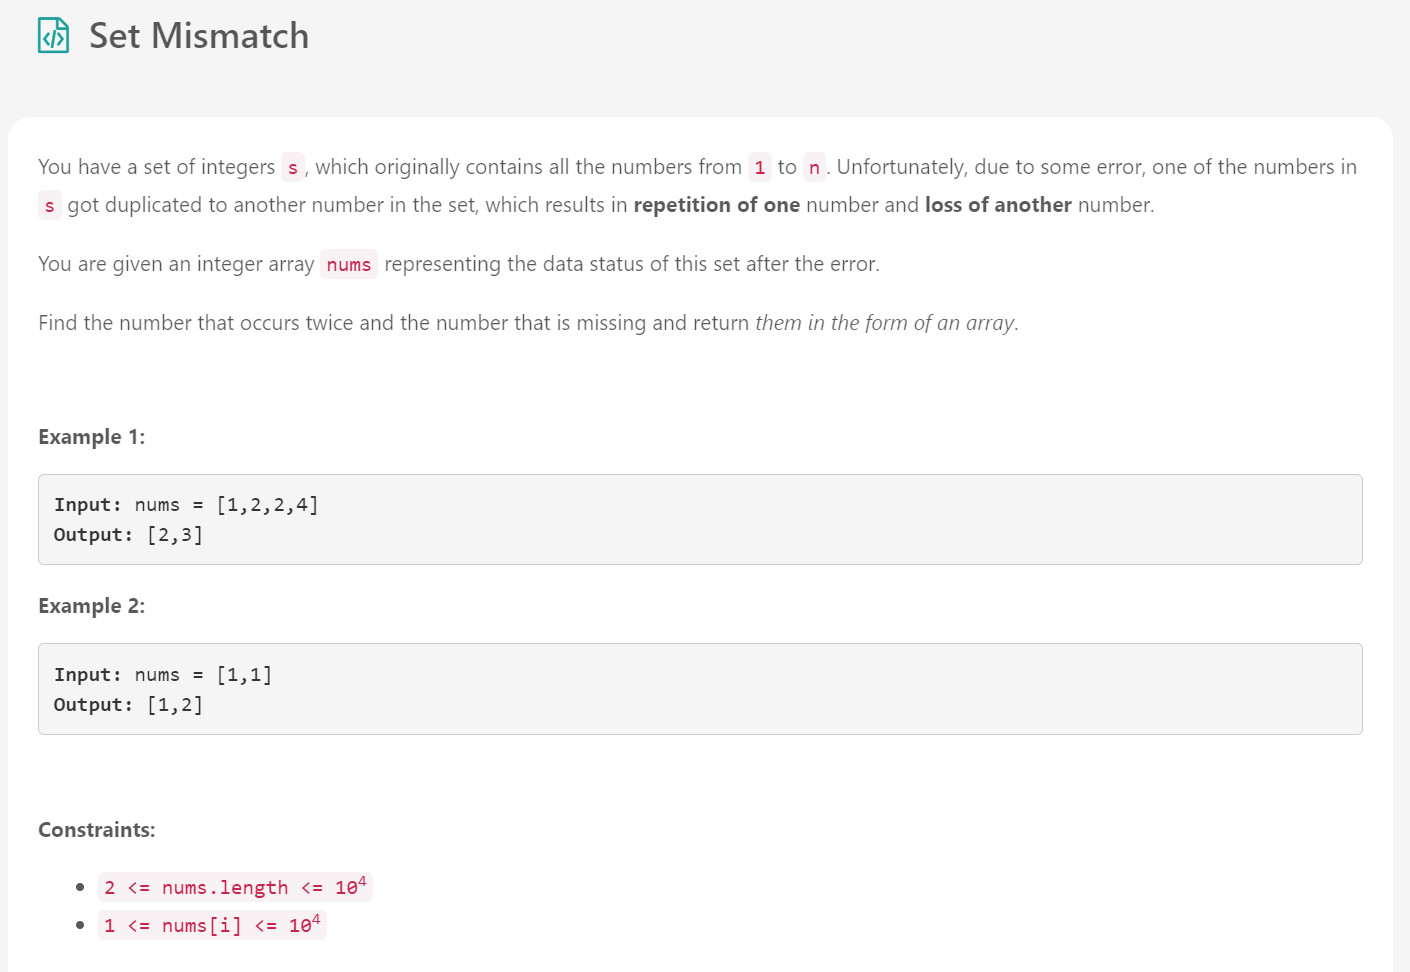 Set Mismatch
You have a set of integers s , which originally contains all the numbers from 1 to n . Unfortunately, due to some error, one of the numbers in
s got duplicated to another number in the set, which results in repetition of one number and loss of another number.
You are given an integer array nums representing the data status of this set after the error.
Find the number that occurs twice and the number that is missing and return them in the form of an array.
Example 1:
Input: nums = [1,2,2,4]
Output: [2,3]
Example 2:
Input: nums = [1,1]
Output: [1,2]
Constraints:
2 <= nums.length <= 10⁴
1 <= nums[i] <= 10⁴